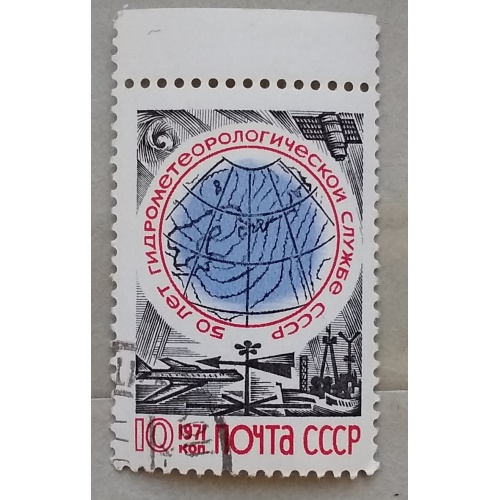 50 ЛЕТ ГИДРОМЕТЕОРОЛОГИЧЕСКОЙ СЛУЖБЕ СССР
10 КОП. 1971 ПОЧТА СССР